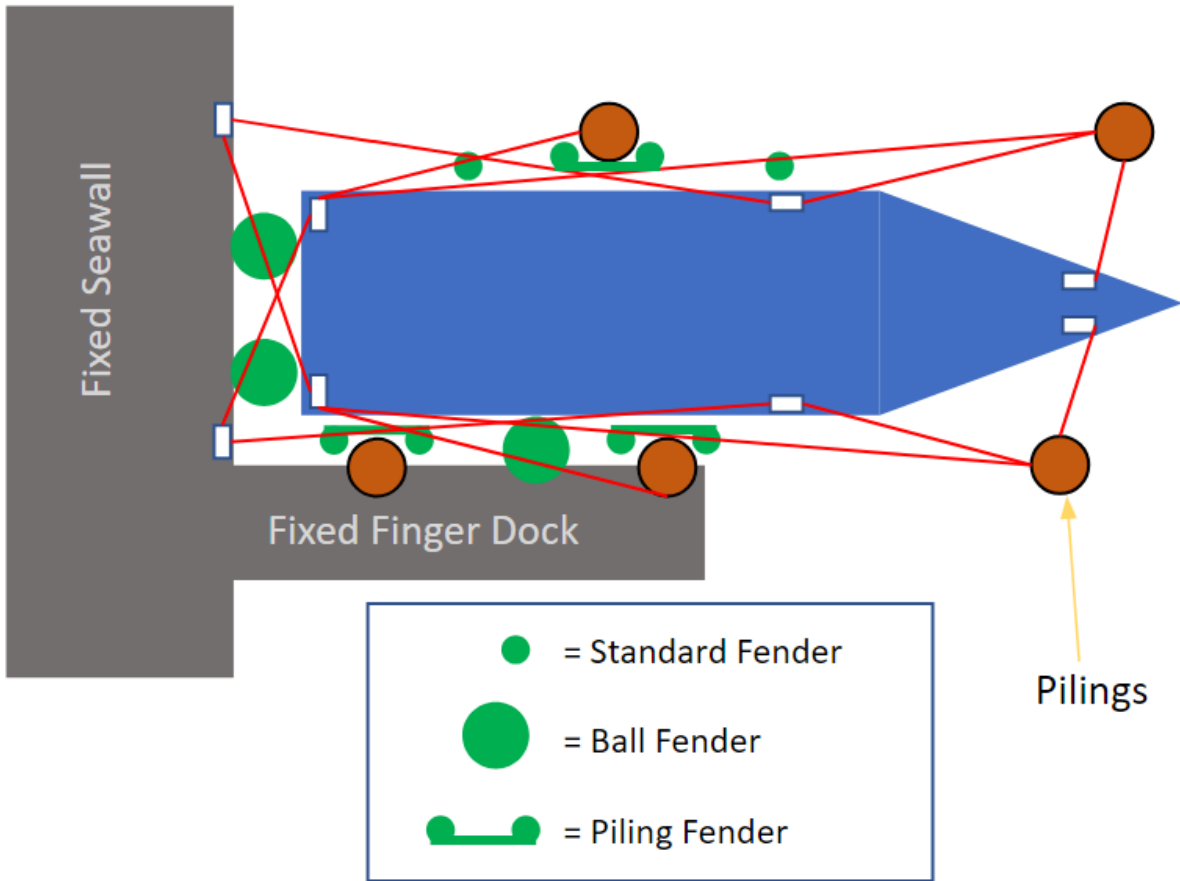 Fixed Seawall
Fixed Finger Dock
= Standard Fender
= Ball Fender
= Piling Fender
Pilings